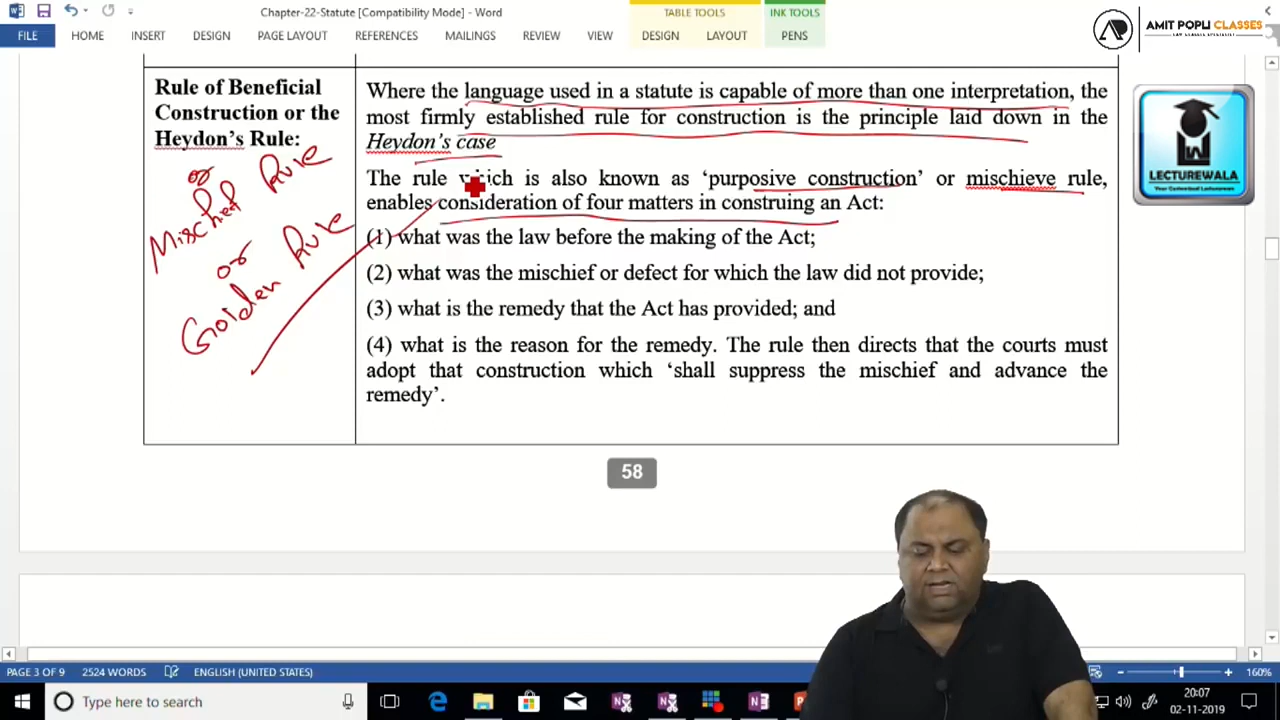 Chapter-22-Statute [Compatibility Mode] - Word
TABLE TOOLS
INK TOOLS
FILE
HOME
INSERT
DESIGN
PAGE LAYOUT
REFERENCES
MAILINGS
REVIEW
VIEW
DESIGN
LAYOUT
PENS
AMIT POPLI CLASSES
Rule of Beneficial
Construction or the
Heydon's Rule:
or
Mischief Rule
or
Golden Rule
Where the language used in a statute is capable of more than one interpretation, the
most firmly established rule for construction is the principle laid down in the
Heydon's case
The rule which is also known as 'purposive construction' or mischieve rule,
enables consideration of four matters in construing an Act:
(1) what was the law before the making of the Act;
(2) what was the mischief or defect for which the law did not provide;
(3) what is the remedy that the Act has provided; and
(4) what is the reason for the remedy. The rule then directs that the courts must
adopt that construction which 'shall suppress the mischief and advance the
remedy'.
LECTUREWALA
58
PAGE 3 OF 9
2524 WORDS
ENGLISH (UNITED STATES)
160%
Type here to search
20:07
02-11-2019